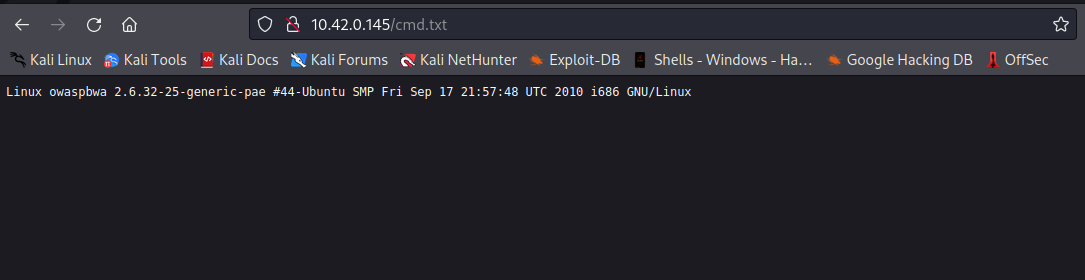 10.42.0.145/cmd.txt
Kali Linux Kali Tools Kali Docs Kali Forums Kali NetHunter Exploit-DB Shells - Windows - Ha… Google Hacking DB OffSec
Linux owaspbwa 2.6.32-25-generic-pae #44-Ubuntu SMP Fri Sep 17 21:57:48 UTC 2010 i686 GNU/Linux